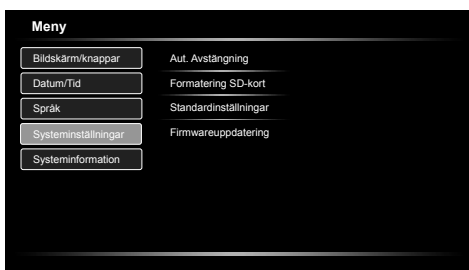 Meny
Bildskärm/knappar
Datum/Tid
Språk
Systeminställningar
Systeminformation
Aut. Avstängning
Formatering SD-kort
Standardinställningar
Firmwareuppdatering